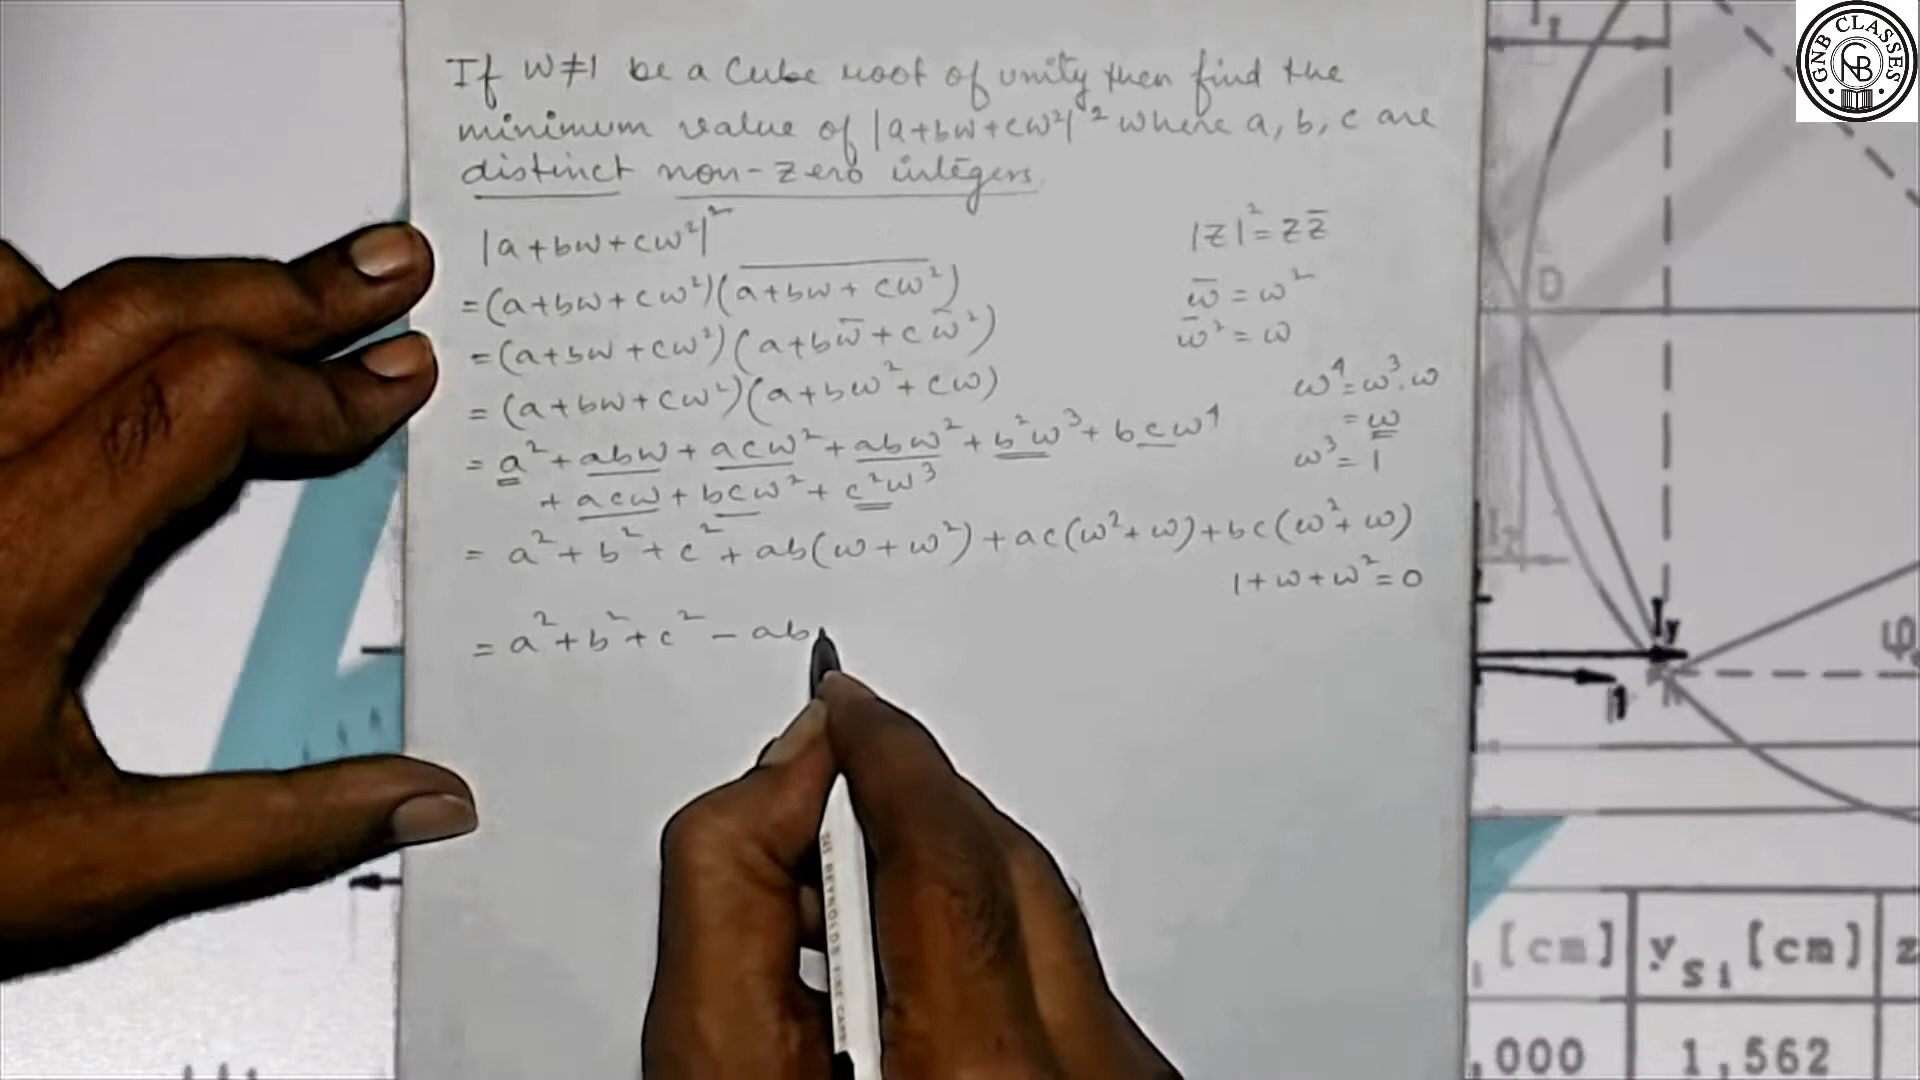 GNB CLASSES
GNB
If w≠1 be a Cube root of unity then find the
minimum value of |a+bw+cw²|² where a, b, c are
distinct non-zero integers.
|a+bω+cω²|²
|z|²=zz̅
=(a+bω+cω²)(a+bω+cω²)
ω̅ = ω²
=(a+bω+cω²)(a+bω̅+cω̅²)
ω̅² = ω
=(a+bω+cω²)(a+bω²+cω)
ω⁴=ω³.ω
= ω
= a²+abω+acω²+abω²+b²ω³+bcω⁴
ω³=1
+acω+bcω²+c²ω³
= a²+b²+c²+ab(ω+ω²)+ac(ω²+ω)+bc(ω²+ω)
1+ω+ω²=0
= a²+b²+c²-ab
D
I y
[cm] y Si [cm] z
,000 1,562